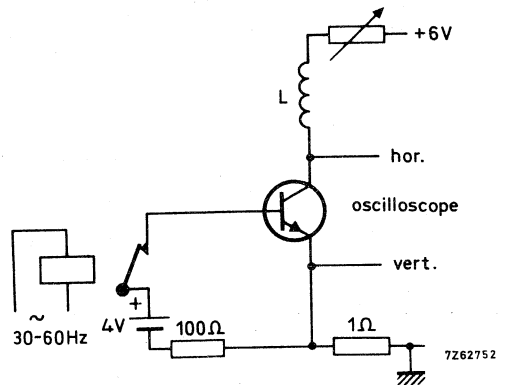 +6V
L
hor.
oscilloscope
vert.
+
~
4V
100Ω
1Ω
30-60Hz
7Z62752